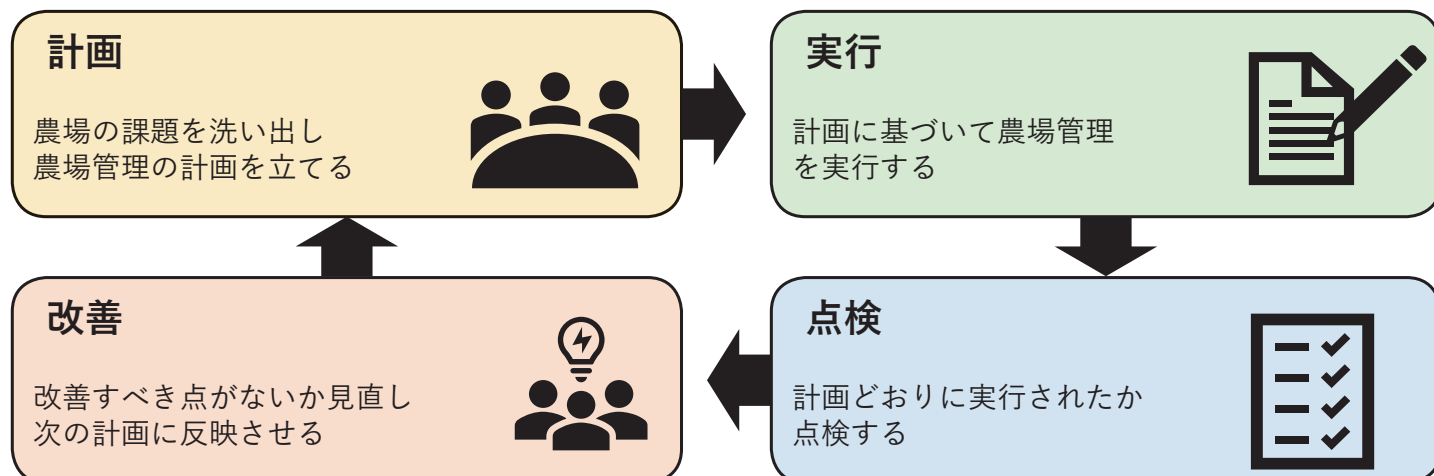 計画
農場の課題を洗い出し
農場管理の計画を立てる
実行
計画に基づいて農場管理
を実行する
点検
計画どおりに実行されたか
点検する
改善
改善すべき点がないか見直し
次の計画に反映させる